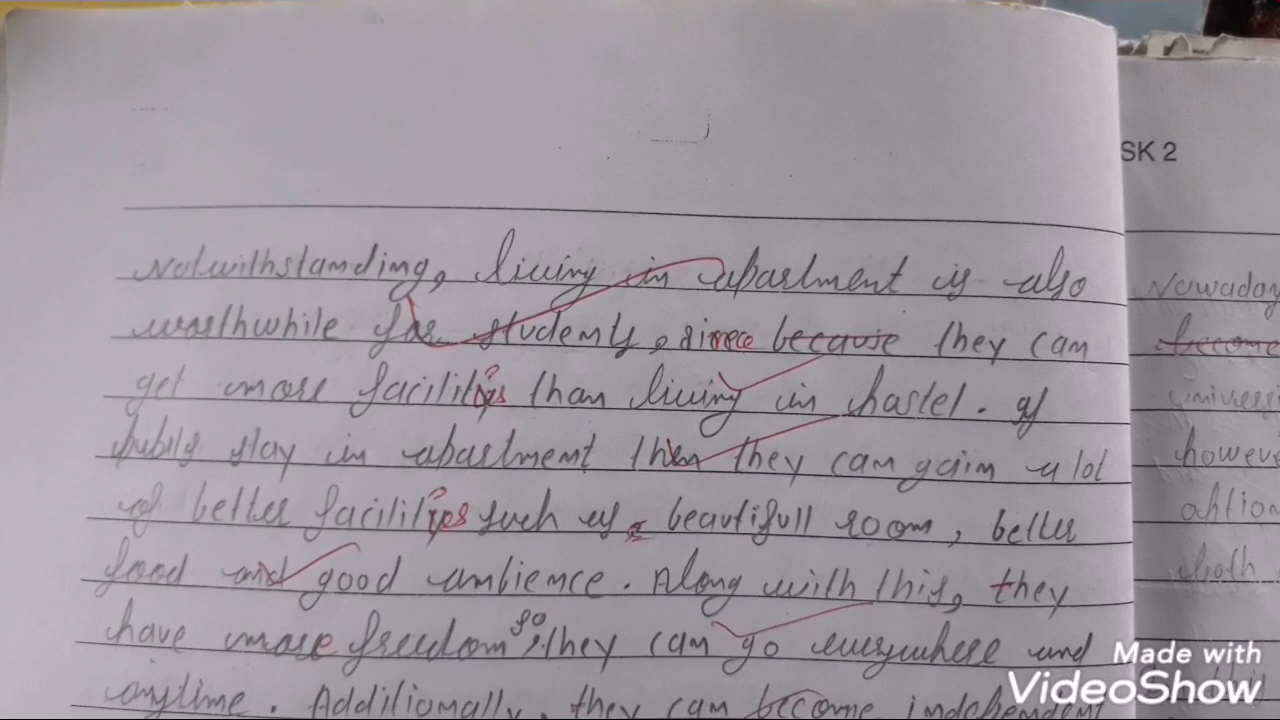 SK 2
Notwithstanding, living in apartment is also
worthwhile for students, since because they can
get more facilities than living in hostel. If
pubils stay in apartment then they can gain a lot
of better facilities such as beautifull room, better
food and good ambience. Along with this, they
have more freedom so, they can go everywhere and
anytime. Additionally, they can become independent
Nowaday
become
universi
howeve
option
both
Made with
VideoShow